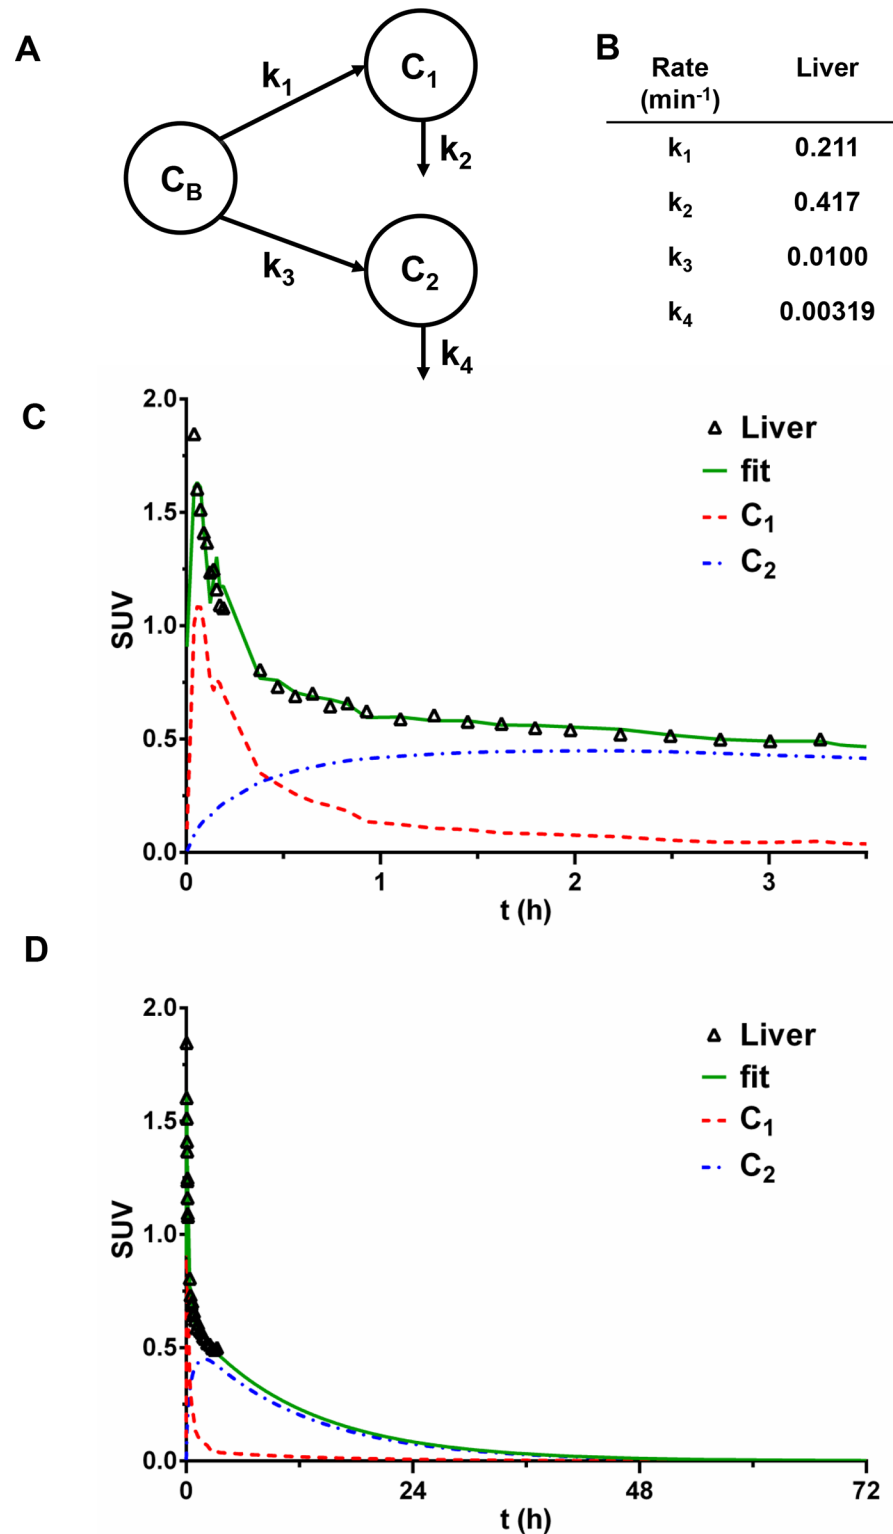 A
C1
k1
k2
CB
k3
C2
k4
B
Rate (min-1) Liver
k1 0.211
k2 0.417
k3 0.0100
k4 0.00319
C
2.0
1.5
1.0
0.5
0.0
SUV
Liver
fit
C1
C2
0 1 2 3
t (h)
D
2.0
1.5
1.0
0.5
0.0
SUV
Liver
fit
C1
C2
0 24 48 72
t (h)